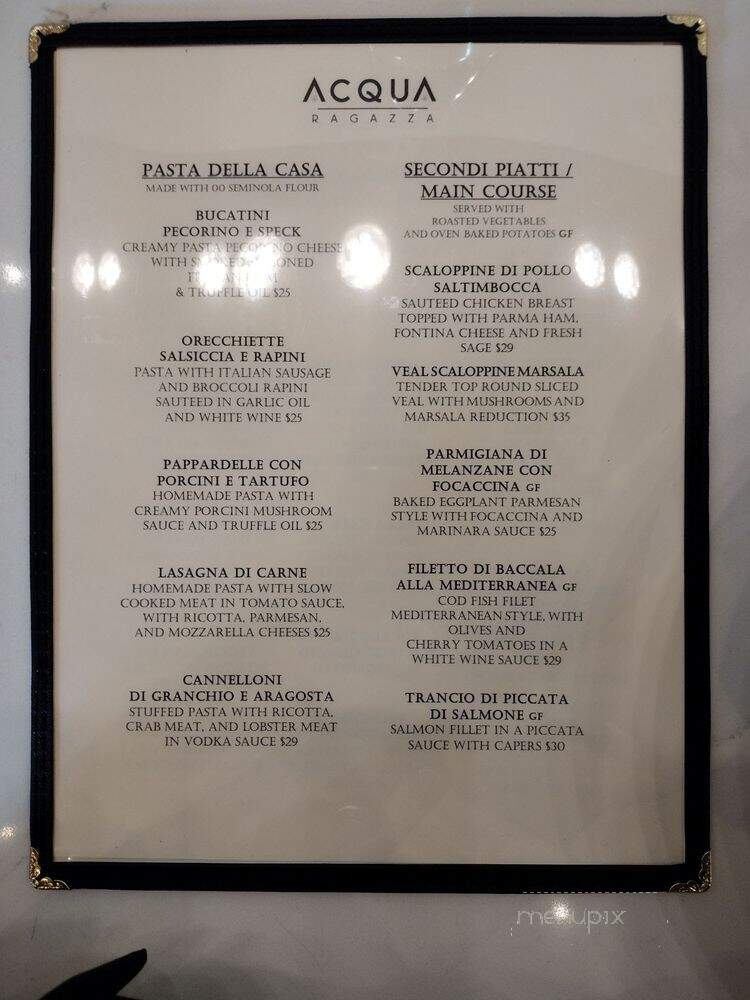 ACQUA
RAGAZZA
PASTA DELLA CASA
MADE WITH 00 SEMINOLA FLOUR
BUCATINI
PECORINO E SPECK
CREAMY PASTA PECORINO CHEESE
WITH SMOKED
& TRUFFLE OIL $25
ORECCHIETTE
SALSICCIA E RAPINI
PASTA WITH ITALIAN SAUSAGE
AND BROCCOLI RAPINI
SAUTEED IN GARLIC OIL
AND WHITE WINE $25
PAPPARDELLE CON
PORCINI E TARTUFO
HOMEMADE PASTA WITH
CREAMY PORCINI MUSHROOM
SAUCE AND TRUFFLE OIL $25
LASAGNA DI CARNE
HOMEMADE PASTA WITH SLOW
COOKED MEAT IN TOMATO SAUCE,
WITH RICOTTA, PARMESAN,
AND MOZZARELLA CHEESES $25
CANNELLONI
DI GRANCHIO E ARAGOSTA
STUFFED PASTA WITH RICOTTA,
CRAB MEAT, AND LOBSTER MEAT
IN VODKA SAUCE $29
SECONDI PIATTI /
MAIN COURSE
SERVED WITH
ROASTED VEGETABLES
AND OVEN BAKED POTATOES GF
SCALOPPINE DI POLLO
SALTIMBOCCA
SAUTEED CHICKEN BREAST
TOPPED WITH PARMA HAM,
FONTINA CHEESE AND FRESH
SAGE $29
VEAL SCALOPPINE MARSALA
TENDER TOP ROUND SLICED
VEAL WITH MUSHROOMS AND
MARSALA REDUCTION $35
PARMIGIANA DI
MELANZANE CON
FOCACCINA GF
BAKED EGGPLANT PARMESAN
STYLE WITH FOCACCINA AND
MARINARA SAUCE $25
FILETTO DI BACCALA
ALLA MEDITERRANEA GF
COD FISH FILET
MEDITERRANEAN STYLE, WITH
OLIVES AND
CHERRY TOMATOES IN A
WHITE WINE SAUCE $29
TRANCIO DI PICCATA
DI SALMONE GF
SALMON FILLET IN A PICCATA
SAUCE WITH CAPERS $30
menupix